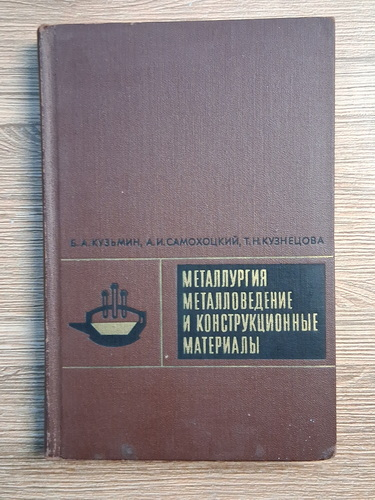 Б.А.КУЗЬМИН, А.И.САМОХОЦКИЙ, Т.Н.КУЗНЕЦОВА
МЕТАЛЛУРГИЯ
МЕТАЛЛОВЕДЕНИЕ
И КОНСТРУКЦИОННЫЕ
МАТЕРИАЛЫ